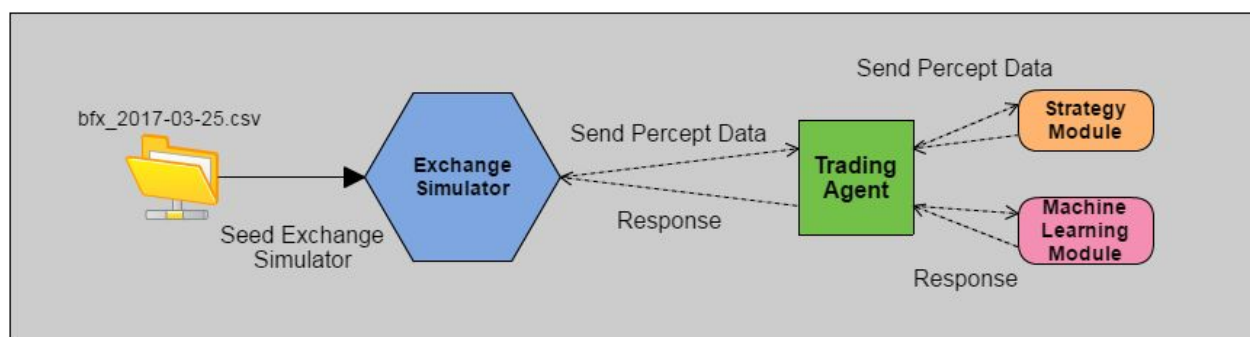 Send Percept Data
bfx_2017-03-25.csv
Strategy
Module
Send Percept Data
Exchange
Simulator
Trading
Agent
Response
Machine
Learning
Module
Seed Exchange
Simulator
Response